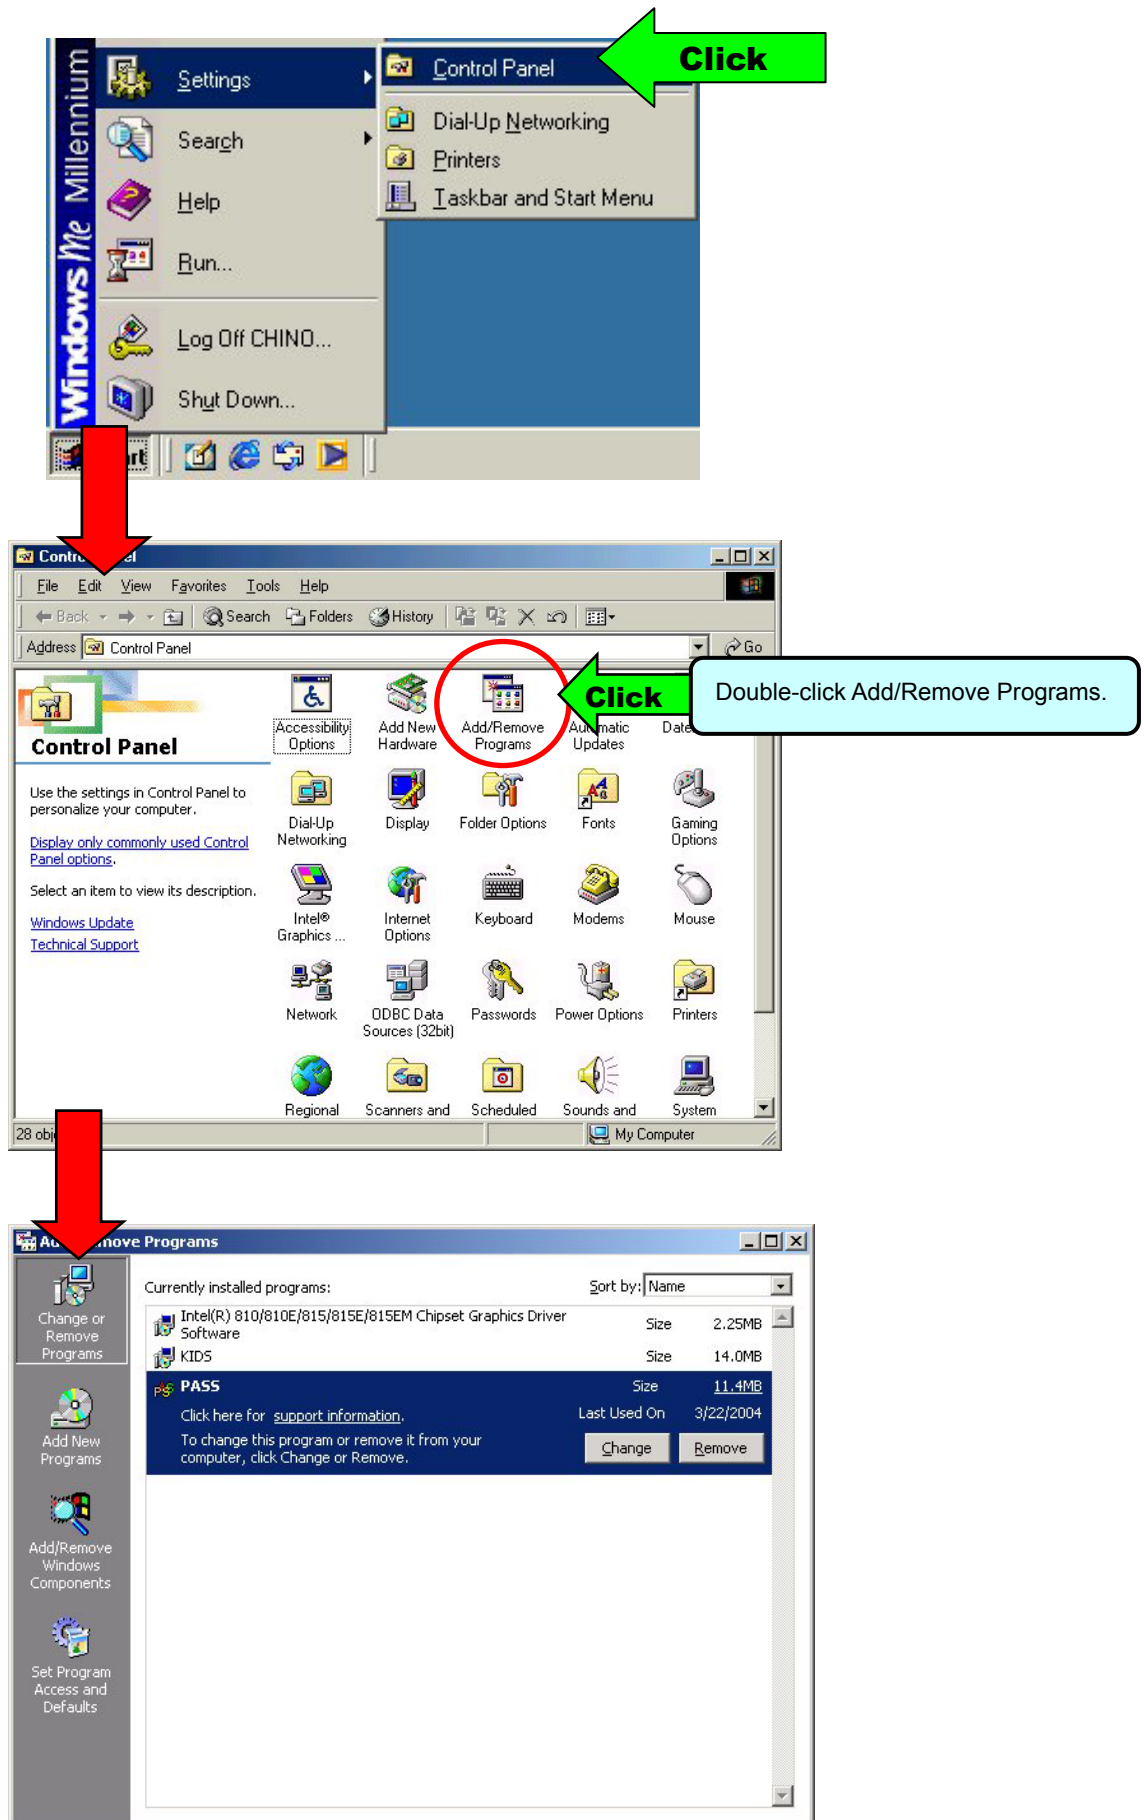 Windows Me Millennium
Settings
Search
Help
Run...
Log Off CHINO...
Shut Down...
Control Panel
Dial-Up Networking
Printers
Taskbar and Start Menu
Click
File Edit View Favorites Tools Help
Back Search Folders History
Address Control Panel Go
Click
Double-click Add/Remove Programs.
Control Panel
Use the settings in Control Panel to
personalize your computer.
Display only commonly used Control
Panel options.
Select an item to view its description.
Windows Update
Technical Support
Accessibility
Options
Add New
Hardware
Add/Remove
Programs
Automatic
Updates
Dial-Up
Networking
Display
Folder Options
Fonts
Gaming
Options
Intel®
Graphics ...
Internet
Options
Keyboard
Modems
Mouse
Network
ODBC Data
Sources (32bit)
Passwords
Power Options
Printers
Regional
Scanners and
Scheduled
Sounds and
System
28
My Computer
Programs
Change or
Remove
Programs
Add New
Programs
Add/Remove
Windows
Components
Set Program
Access and
Defaults
Currently installed programs:
Sort by: Name
Intel(R) 810/810E/815/815E/815EM Chipset Graphics Driver
Software
Size 2.25MB
KIDS Size 14.0MB
PASS Size 11.4MB
Click here for support information.
Last Used On 3/22/2004
To change this program or remove it from your
computer, click Change or Remove.
Change Remove